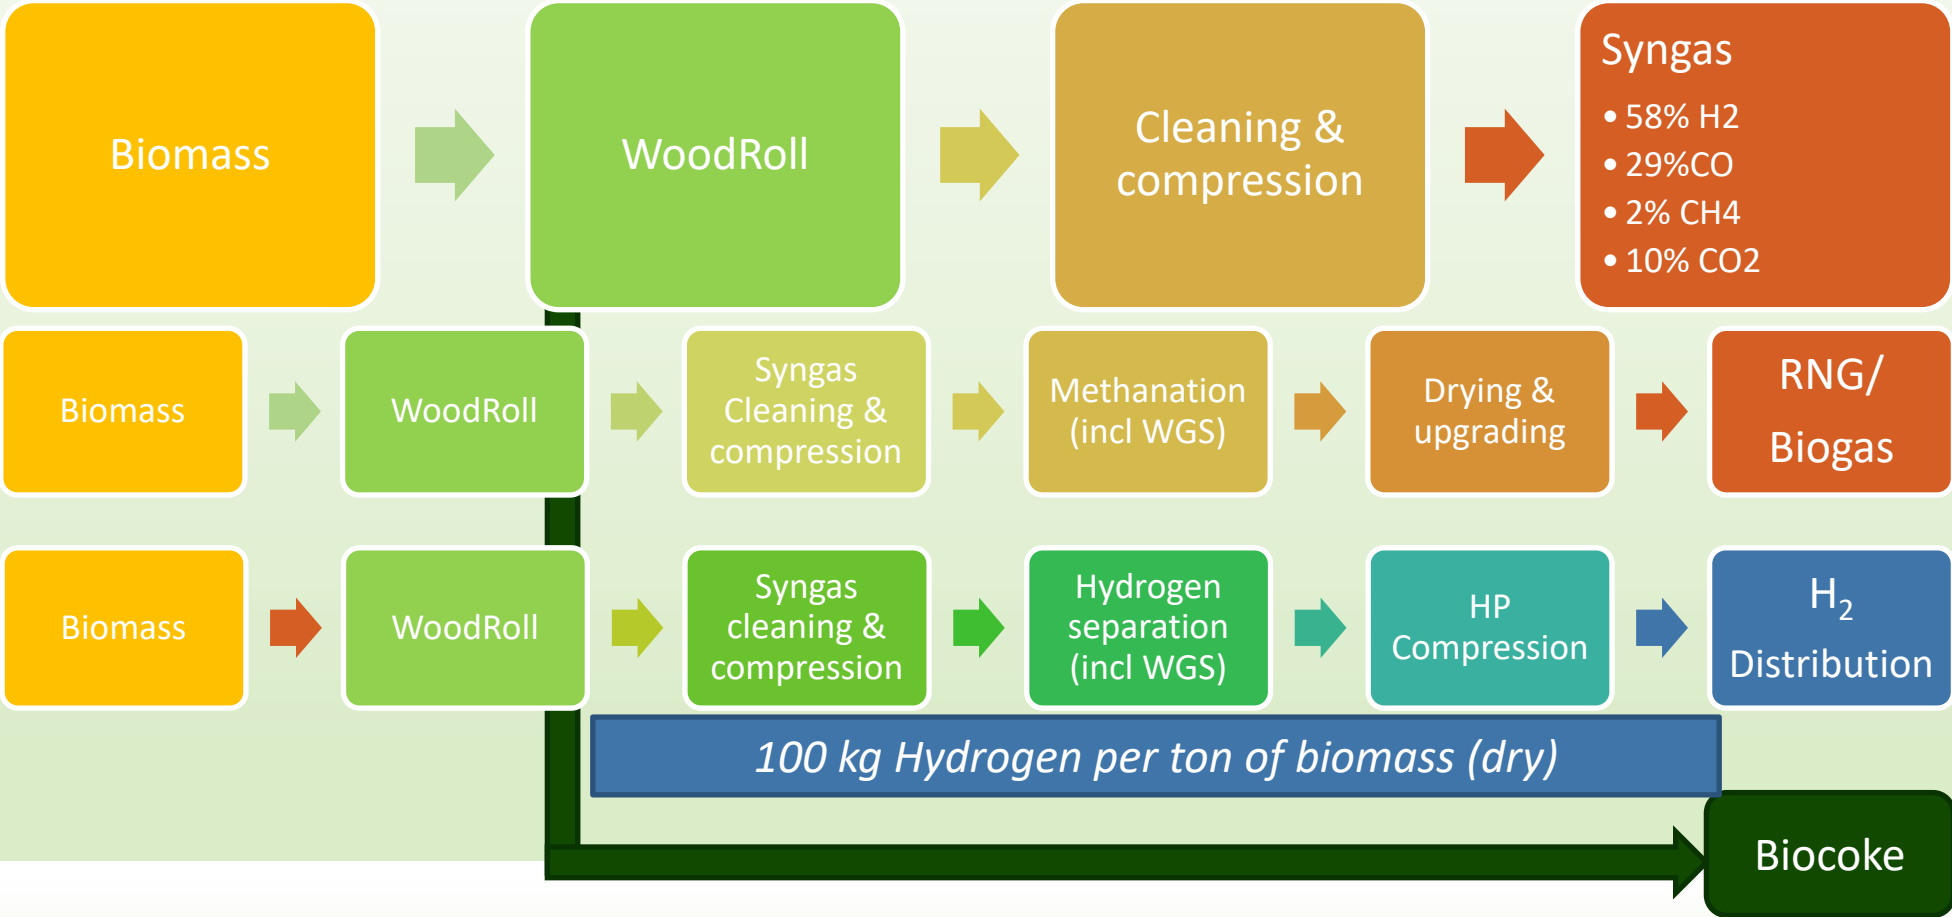 Biomass
WoodRoll
Cleaning &
compression
Syngas
• 58% H2
• 29%CO
• 2% CH4
• 10% CO2
Biomass
WoodRoll
Syngas
Cleaning &
compression
Methanation
(incl WGS)
Drying &
upgrading
RNG/
Biogas
Biomass
WoodRoll
Syngas
cleaning &
compression
Hydrogen
separation
(incl WGS)
HP
Compression
H₂
Distribution
100 kg Hydrogen per ton of biomass (dry)
Biocoke